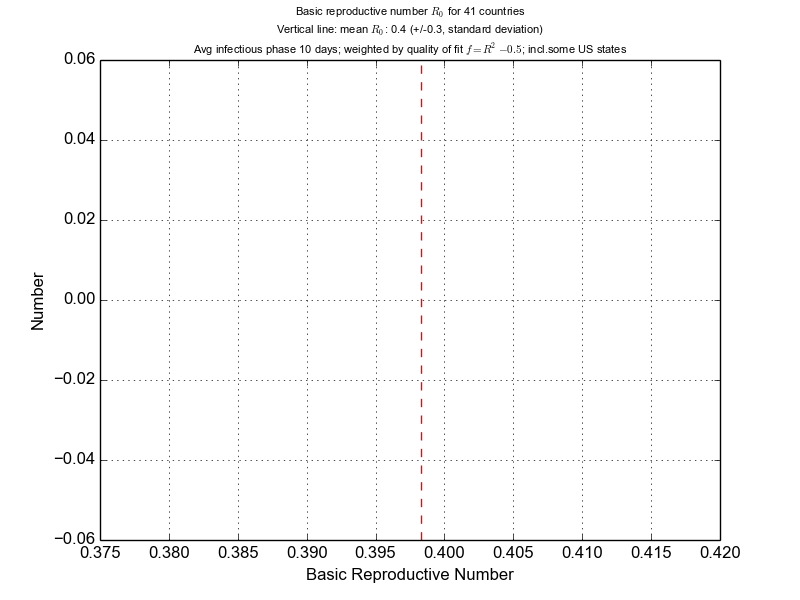 Basic reproductive number R₀ for 41 countries
Vertical line: mean R₀: 0.4 (+/-0.3, standard deviation)
Avg infectious phase 10 days; weighted by quality of fit f=R² −0.5; incl.some US states
0.06
0.04
0.02
0.00
−0.02
−0.04
−0.06
Number
0.375 0.380 0.385 0.390 0.395 0.400 0.405 0.410 0.415 0.420
Basic Reproductive Number